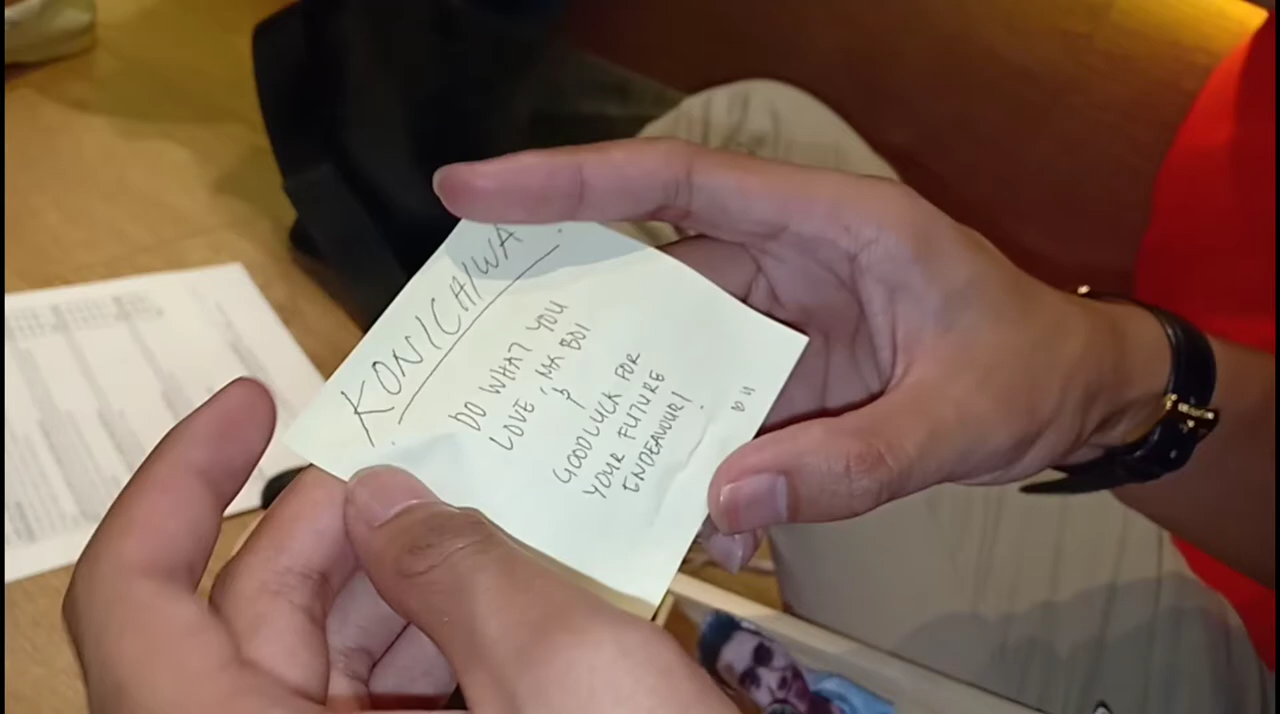 KONICHIWA
DO WHAT YOU
LOVE, MA BOI
&
GOODLUCK FOR
YOUR FUTURE
ENDEAVOUR!